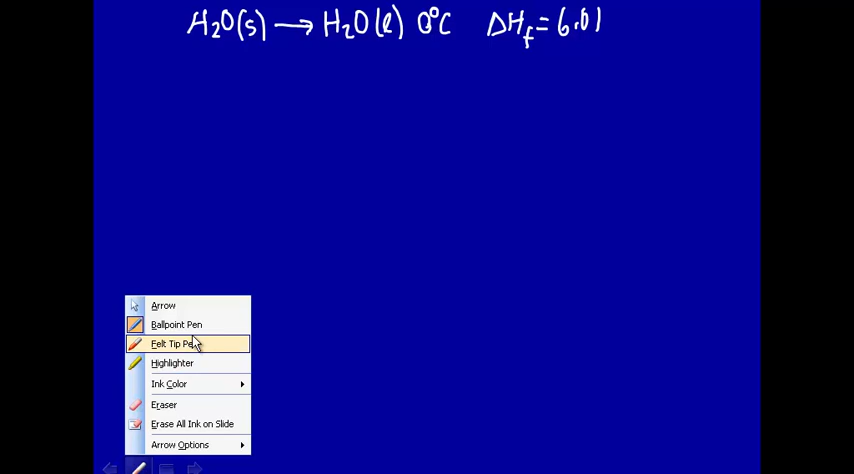 H₂O(s) → H₂O(l) 0°C ΔHf = 6.01
Arrow
Ballpoint Pen
Felt Tip Pen
Highlighter
Ink Color
Eraser
Erase All Ink on Slide
Arrow Options